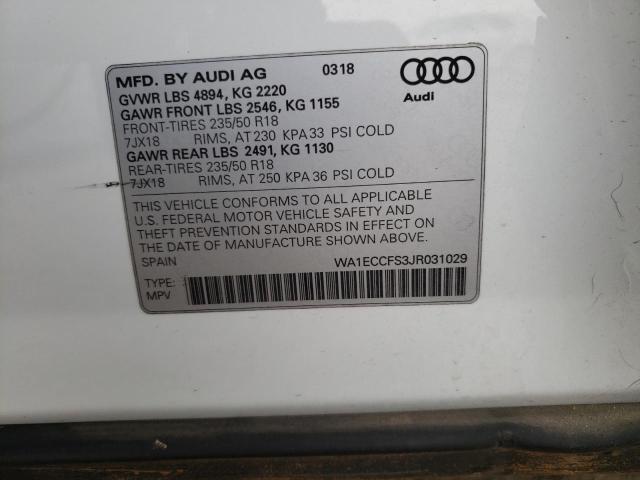 MFD. BY AUDI AG 0318
GVWR LBS 4894, KG 2220
GAWR FRONT LBS 2546, KG 1155
Audi
FRONT-TIRES 235/50 R18
7JX18 RIMS, AT 230 KPA 33 PSI COLD
GAWR REAR LBS 2491, KG 1130
REAR-TIRES 235/50 R18
7JX18 RIMS, AT 250 KPA 36 PSI COLD
THIS VEHICLE CONFORMS TO ALL APPLICABLE
U.S. FEDERAL MOTOR VEHICLE SAFETY AND
THEFT PREVENTION STANDARDS IN EFFECT ON
THE DATE OF MANUFACTURE SHOWN ABOVE.
SPAIN WA1ECCFS3JR031029
TYPE:
MPV